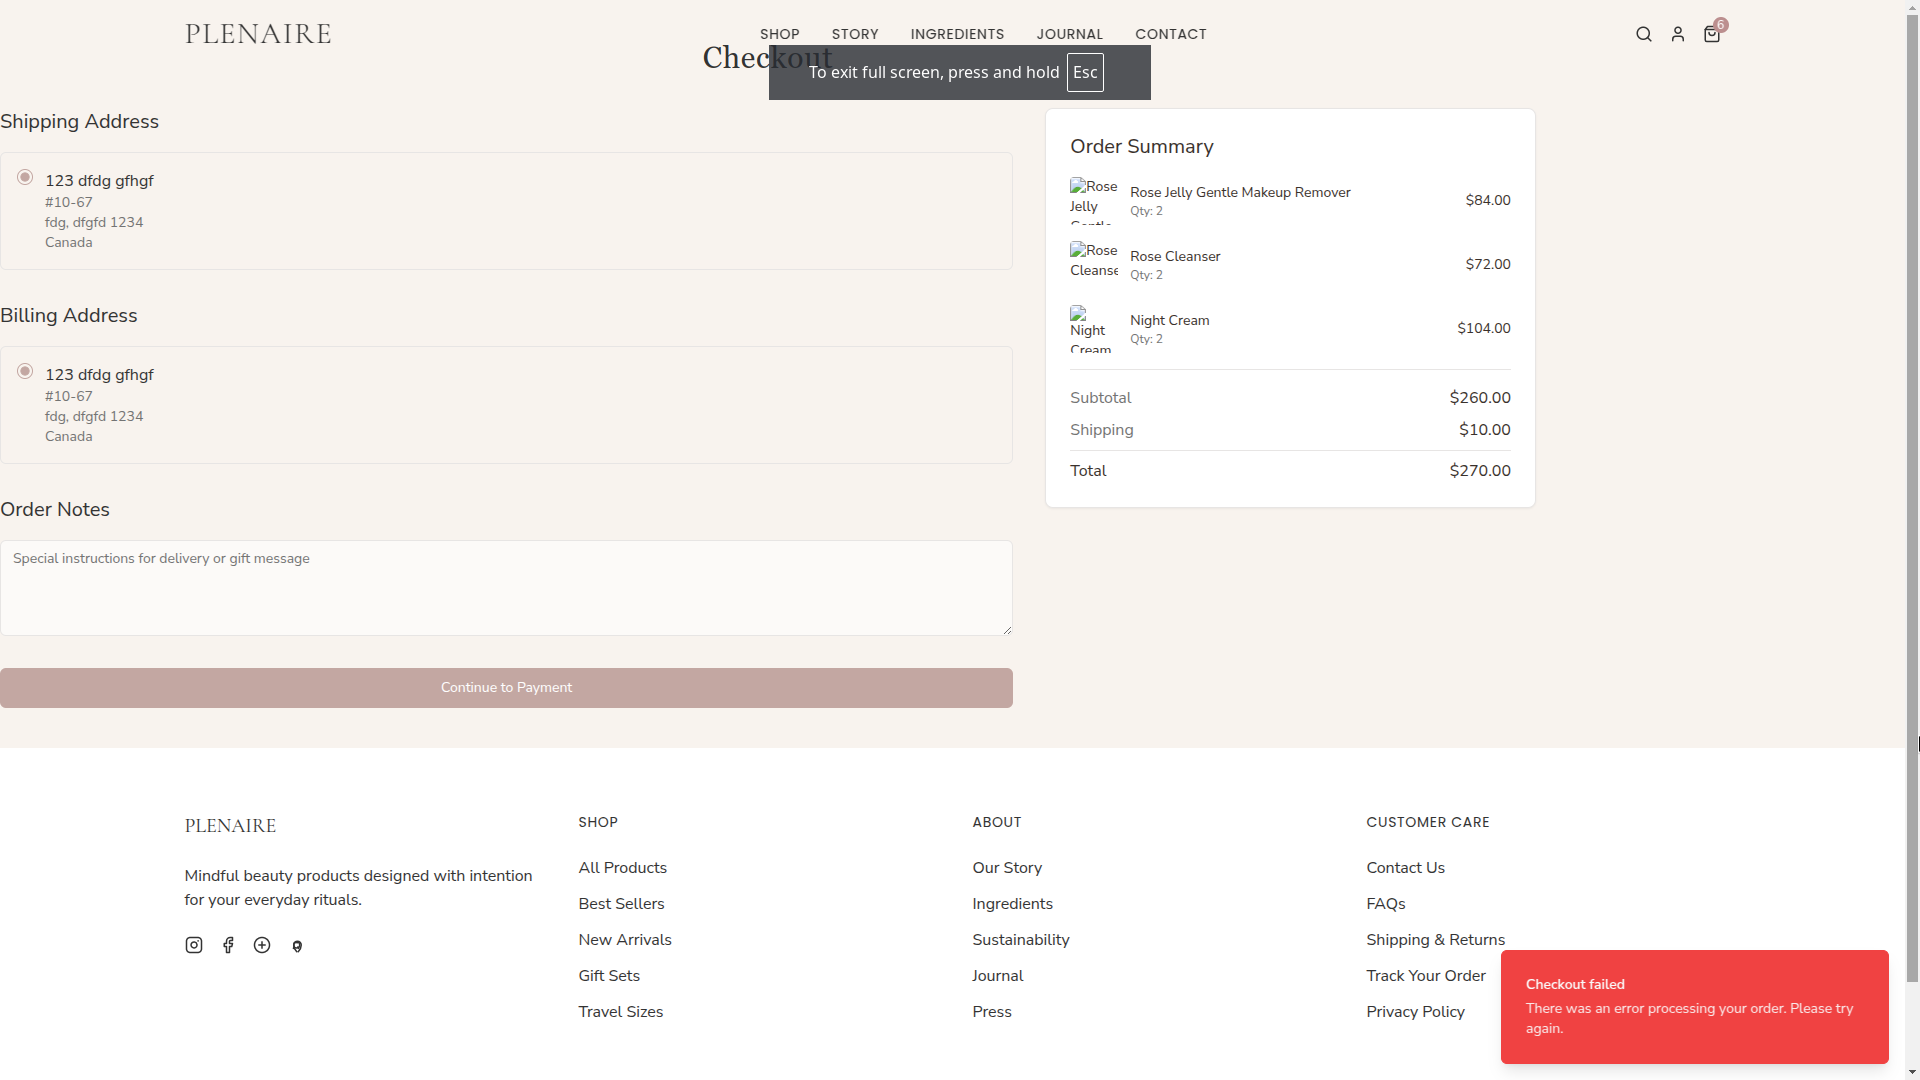 PLENAIRE
SHOP STORY INGREDIENTS JOURNAL CONTACT
6
Checkout
To exit full screen, press and hold Esc
Shipping Address
123 dfdg gfhgf
#10-67
fdg, dfgfd 1234
Canada
Billing Address
123 dfdg gfhgf
#10-67
fdg, dfgfd 1234
Canada
Order Notes
Special instructions for delivery or gift message
Continue to Payment
Order Summary
Rose
Jelly
Gentle
Rose Jelly Gentle Makeup Remover
Qty: 2
$84.00
Rose
Cleanse
Rose Cleanser
Qty: 2
$72.00
Night
Cream
Night Cream
Qty: 2
$104.00
Subtotal $260.00
Shipping $10.00
Total $270.00
PLENAIRE
Mindful beauty products designed with intention
for your everyday rituals.
SHOP
All Products
Best Sellers
New Arrivals
Gift Sets
Travel Sizes
ABOUT
Our Story
Ingredients
Sustainability
Journal
Press
CUSTOMER CARE
Contact Us
FAQs
Shipping & Returns
Track Your Order
Privacy Policy
Checkout failed
There was an error processing your order. Please try
again.